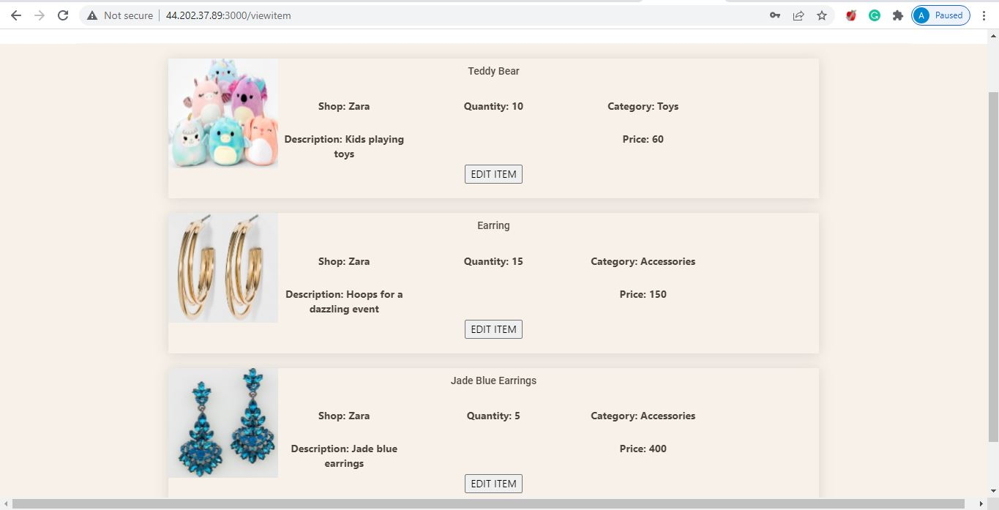 Not secure
44.202.37.89:3000/viewitem
A Paused
Teddy Bear
Shop: Zara
Quantity: 10
Category: Toys
Description: Kids playing
toys
Price: 60
EDIT ITEM
Earring
Shop: Zara
Quantity: 15
Category: Accessories
Description: Hoops for a
dazzling event
Price: 150
EDIT ITEM
Jade Blue Earrings
Shop: Zara
Quantity: 5
Category: Accessories
Description: Jade blue
earrings
Price: 400
EDIT ITEM